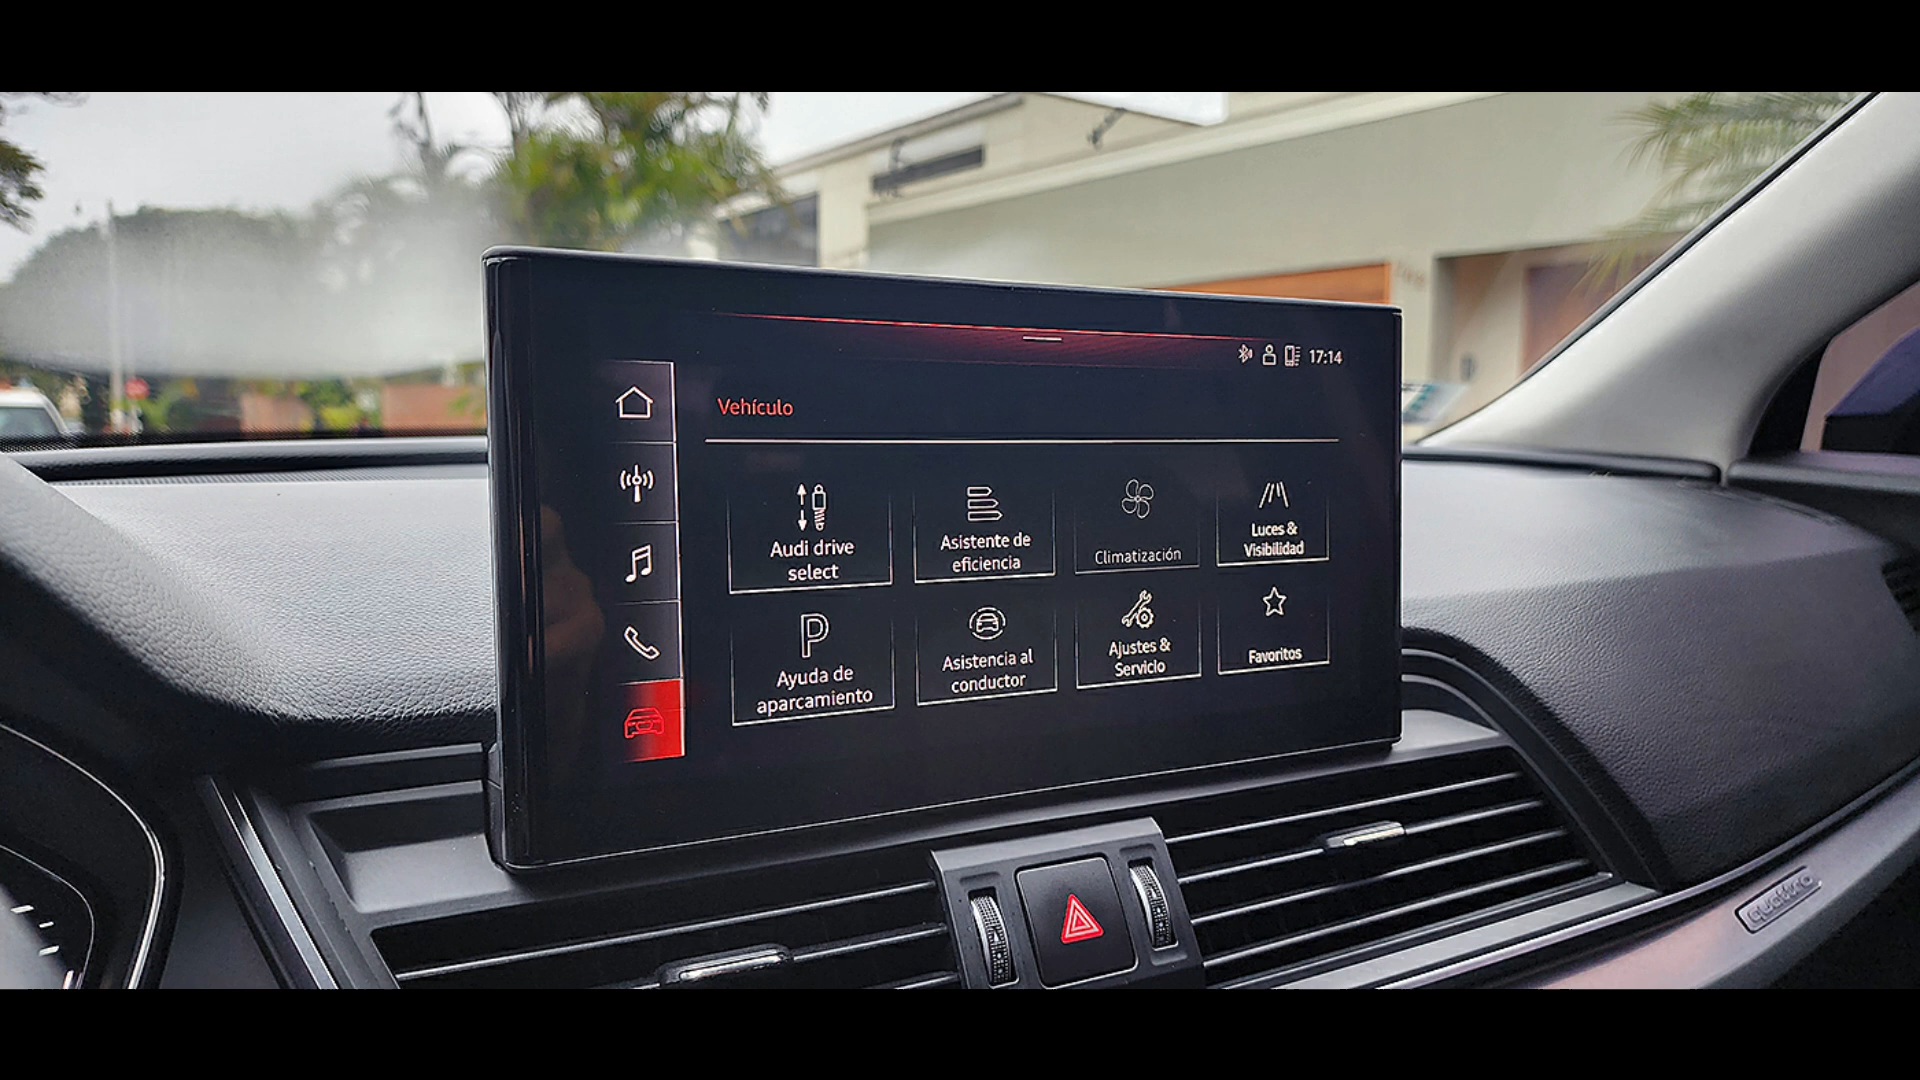 17:14
Vehículo
Audi drive
select
Asistente de
eficiencia
Climatización
Luces &
Visibilidad
P
Ayuda de
aparcamiento
Asistencia al
conductor
Ajustes &
Servicio
Favoritos
quattro